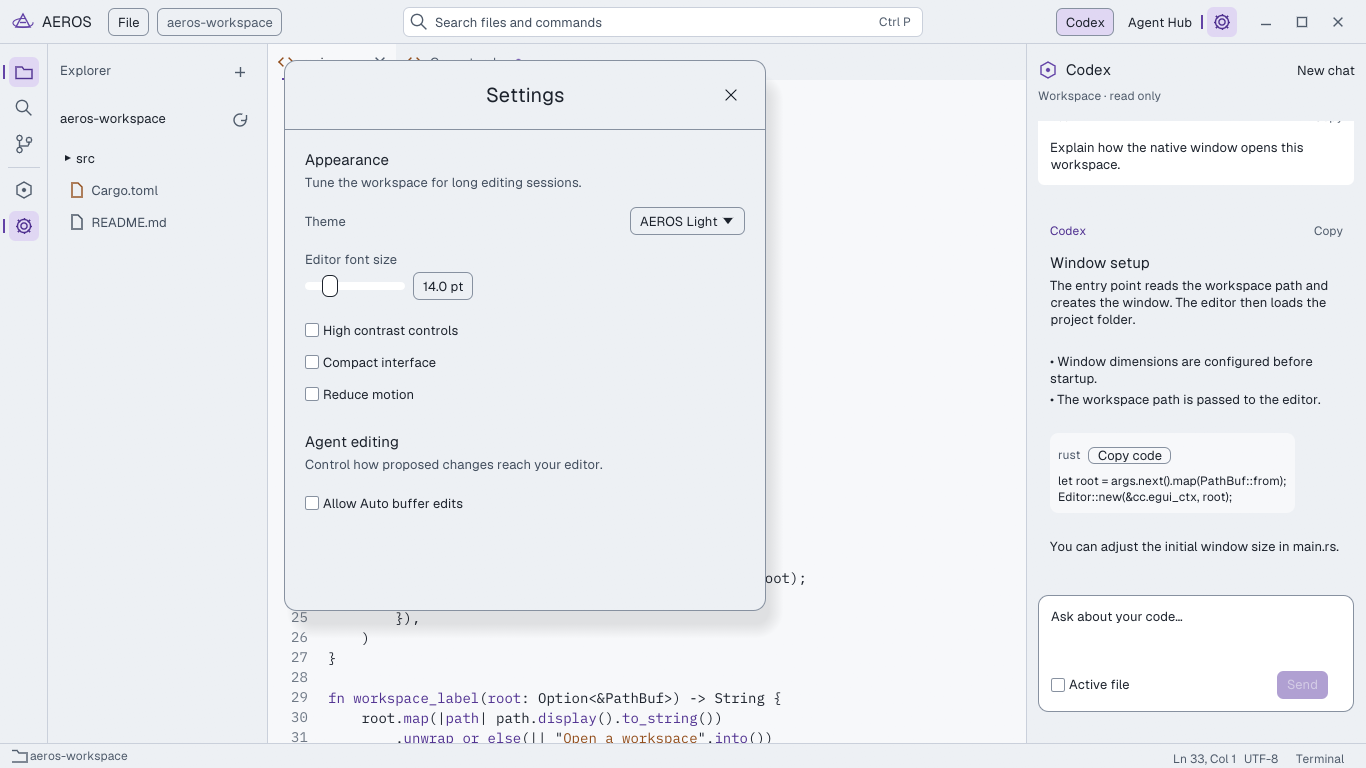 AEROS
File
aeros-workspace
Search files and commands
Ctrl P
Codex
Agent Hub
Explorer
aeros-workspace
src
Cargo.toml
README.md
Settings
Appearance
Tune the workspace for long editing sessions.
Theme
AEROS Light
Editor font size
14.0 pt
High contrast controls
Compact interface
Reduce motion
Agent editing
Control how proposed changes reach your editor.
Allow Auto buffer edits
oot);
25 }),
26 )
27 }
28
29 fn workspace_label(root: Option<&PathBuf>) -> String {
30 root.map(|path| path.display().to_string())
31 .unwrap_or_else(|| "Open a workspace".into())
Codex
New chat
Workspace · read only
Explain how the native window opens this
workspace.
Codex
Copy
Window setup
The entry point reads the workspace path and
creates the window. The editor then loads the
project folder.
• Window dimensions are configured before
startup.
• The workspace path is passed to the editor.
rust
Copy code
let root = args.next().map(PathBuf::from);
Editor::new(&cc.egui_ctx, root);
You can adjust the initial window size in main.rs.
Ask about your code…
Active file
Send
aeros-workspace
Ln 33, Col 1
UTF-8
Terminal